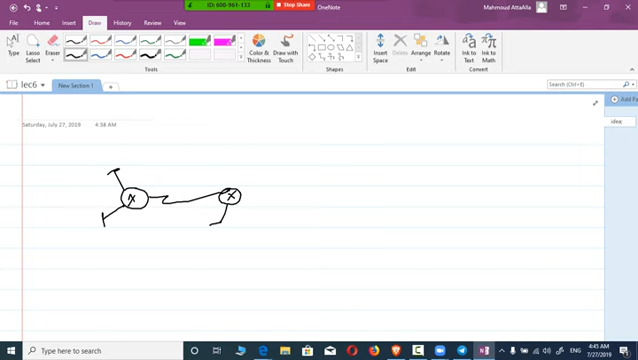 ID: 600-961-133
Stop Share
OneNote
Mahmoud AttaAlla
File Home Insert Draw History Review View
Type
Lasso Select
Eraser
Color & Thickness
Draw with Touch
Insert Space
Delete
Arrange
Rotate
Ink to Text
Ink to Math
Tools
Shapes
Edit
Convert
lec6
New Section 1
Search (Ctrl+E)
Add Pa
Saturday, July 27, 2019 4:38 AM
idea:
X X
Type here to search
ENG
4:45 AM
7/27/2019